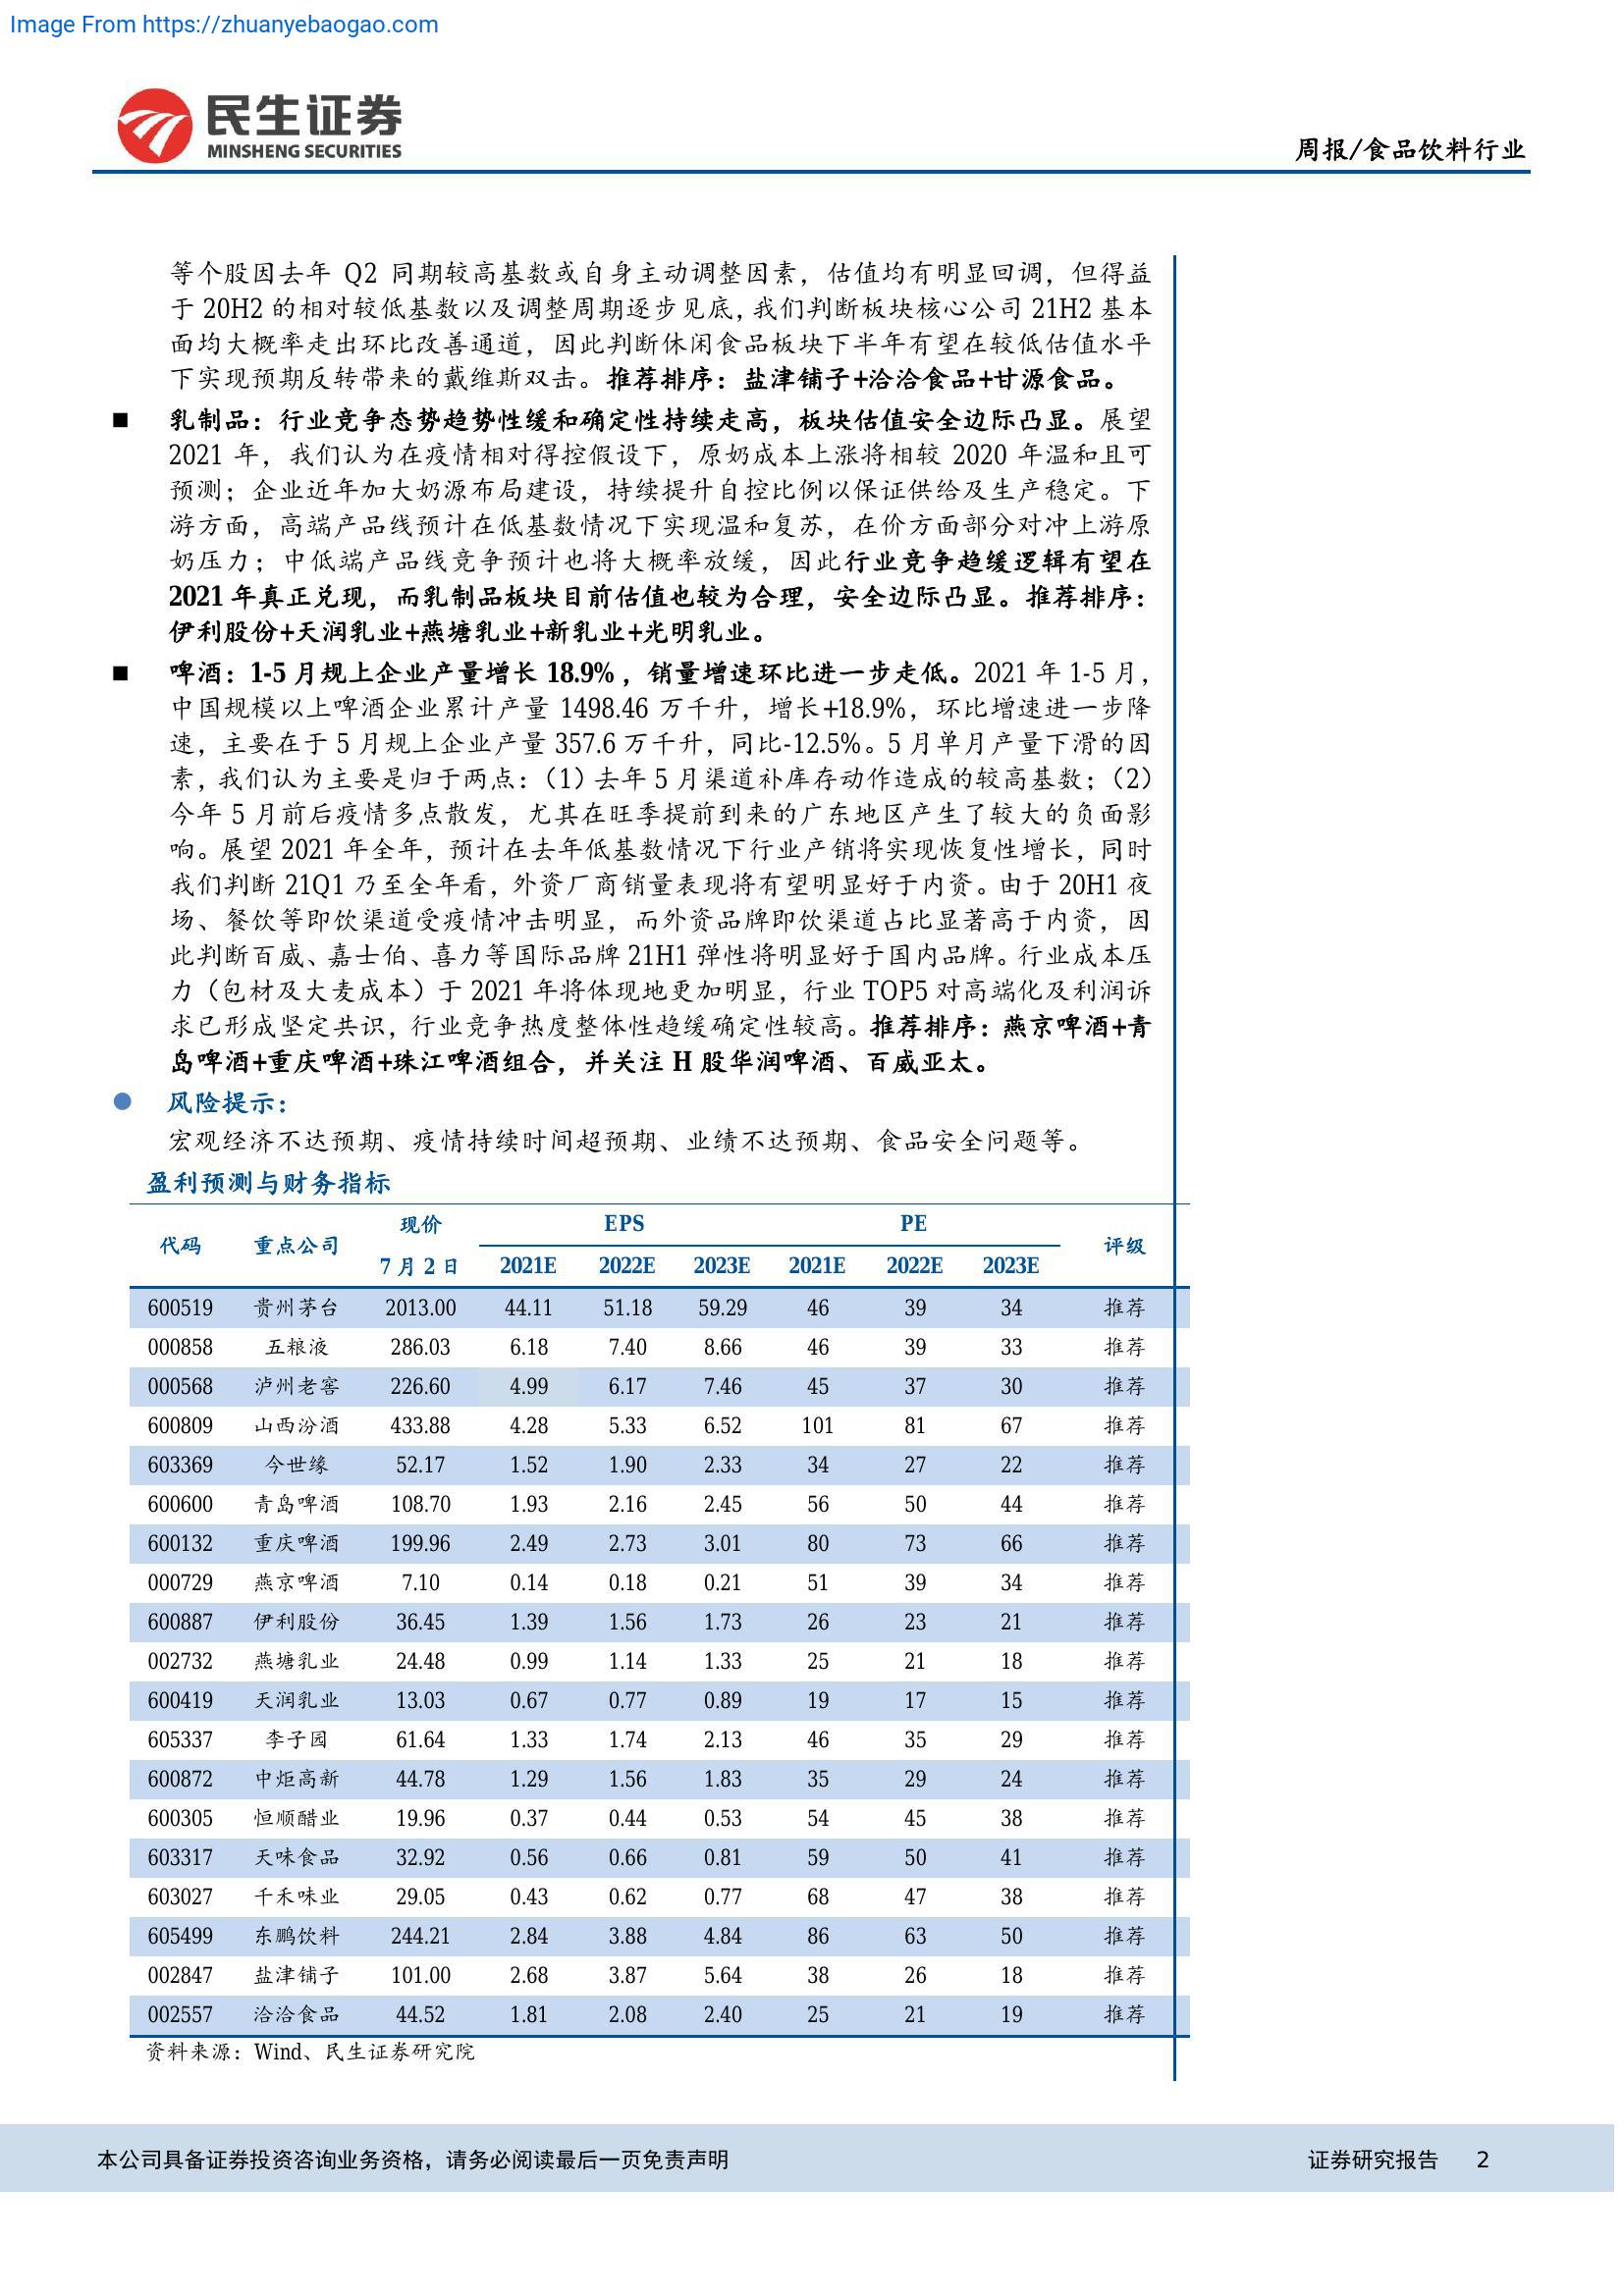 Image From https://zhuanyebaogao.com
民生证券
MINSHENG SECURITIES
周报/食品饮料行业
等个股因去年 Q2 同期较高基数或自身主动调整因素，估值均有明显回调，但得益
于 20H2 的相对较低基数以及调整周期逐步见底，我们判断板块核心公司 21H2 基本
面均大概率走出环比改善通道，因此判断休闲食品板块下半年有望在较低估值水平
下实现预期反转带来的戴维斯双击。推荐排序：盐津铺子+洽洽食品+甘源食品。
■ 乳制品：行业竞争态势趋势性缓和确定性持续走高，板块估值安全边际凸显。展望
2021 年，我们认为在疫情相对得控假设下，原奶成本上涨将相较 2020 年温和且可
预测；企业近年加大奶源布局建设，持续提升自控比例以保证供给及生产稳定。下
游方面，高端产品线预计在低基数情况下实现温和复苏，在价方面部分对冲上游原
奶压力；中低端产品线竞争预计也将大概率放缓，因此行业竞争趋缓逻辑有望在
2021 年真正兑现，而乳制品板块目前估值也较为合理，安全边际凸显。推荐排序：
伊利股份+天润乳业+燕塘乳业+新乳业+光明乳业。
■ 啤酒：1-5 月规上企业产量增长 18.9%，销量增速环比进一步走低。2021 年 1-5 月，
中国规模以上啤酒企业累计产量 1498.46 万千升，增长+18.9%，环比增速进一步降
速，主要在于 5 月规上企业产量 357.6 万千升，同比-12.5%。5 月单月产量下滑的因
素，我们认为主要是归于两点：（1）去年 5 月渠道补库存动作造成的较高基数；（2）
今年 5 月前后疫情多点散发，尤其在旺季提前到来的广东地区产生了较大的负面影
响。展望 2021 年全年，预计在去年低基数情况下行业产销将实现恢复性增长，同时
我们判断 21Q1 乃至全年看，外资厂商销量表现将有望明显好于内资。由于 20H1 夜
场、餐饮等即饮渠道受疫情冲击明显，而外资品牌即饮渠道占比显著高于内资，因
此判断百威、嘉士伯、喜力等国际品牌 21H1 弹性将明显好于国内品牌。行业成本压
力（包材及大麦成本）于 2021 年将体现地更加明显，行业 TOP5 对高端化及利润诉
求已形成坚定共识，行业竞争热度整体性趋缓确定性较高。推荐排序：燕京啤酒+青
岛啤酒+重庆啤酒+珠江啤酒组合，并关注 H 股华润啤酒、百威亚太。
● 风险提示：
宏观经济不达预期、疫情持续时间超预期、业绩不达预期、食品安全问题等。
盈利预测与财务指标
代码 重点公司 现价 EPS PE 评级
7 月 2 日 2021E 2022E 2023E 2021E 2022E 2023E
600519 贵州茅台 2013.00 44.11 51.18 59.29 46 39 34 推荐
000858 五粮液 286.03 6.18 7.40 8.66 46 39 33 推荐
000568 泸州老窖 226.60 4.99 6.17 7.46 45 37 30 推荐
600809 山西汾酒 433.88 4.28 5.33 6.52 101 81 67 推荐
603369 今世缘 52.17 1.52 1.90 2.33 34 27 22 推荐
600600 青岛啤酒 108.70 1.93 2.16 2.45 56 50 44 推荐
600132 重庆啤酒 199.96 2.49 2.73 3.01 80 73 66 推荐
000729 燕京啤酒 7.10 0.14 0.18 0.21 51 39 34 推荐
600887 伊利股份 36.45 1.39 1.56 1.73 26 23 21 推荐
002732 燕塘乳业 24.48 0.99 1.14 1.33 25 21 18 推荐
600419 天润乳业 13.03 0.67 0.77 0.89 19 17 15 推荐
605337 李子园 61.64 1.33 1.74 2.13 46 35 29 推荐
600872 中炬高新 44.78 1.29 1.56 1.83 35 29 24 推荐
600305 恒顺醋业 19.96 0.37 0.44 0.53 54 45 38 推荐
603317 天味食品 32.92 0.56 0.66 0.81 59 50 41 推荐
603027 千禾味业 29.05 0.43 0.62 0.77 68 47 38 推荐
605499 东鹏饮料 244.21 2.84 3.88 4.84 86 63 50 推荐
002847 盐津铺子 101.00 2.68 3.87 5.64 38 26 18 推荐
002557 洽洽食品 44.52 1.81 2.08 2.40 25 21 19 推荐
资料来源：Wind、民生证券研究院
本公司具备证券投资咨询业务资格，请务必阅读最后一页免责声明
证券研究报告 2